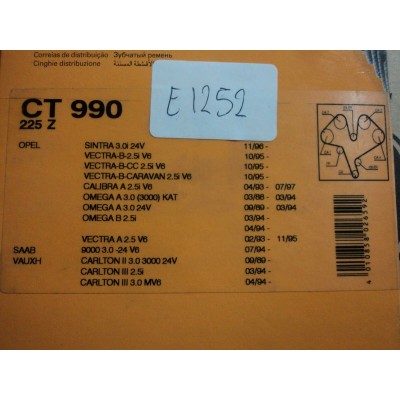 Correias de distribuição Зубчатый ремень
Cinghie distribuzione
E1252
CT 990
225 Z
OPEL SINTRA 3.0i 24V 11/96 -
VECTRA-B-2.5i V6 10/95 -
VECTRA-B-CC 2.5i V6 10/95 -
VECTRA-B-CARAVAN 2.5i V6 10/95 -
CALIBRA A 2.5i V6 04/93 - 07/97
OMEGA A 3.0 (3000) KAT 03/88 - 03/94
OMEGA A 3.0 24V 09/89 - 03/94
OMEGA B 2.5i 03/94 -
04/94 -
VECTRA A 2.5 V6 02/93 - 11/95
SAAB 9000 3.0 -24 V6 07/94 -
VAUXH CARLTON II 3.0 3000 24V 09/89 -
CARLTON III 2.5i 03/94 -
CARLTON III 3.0 MV6 04/94 -
4 010858 026592